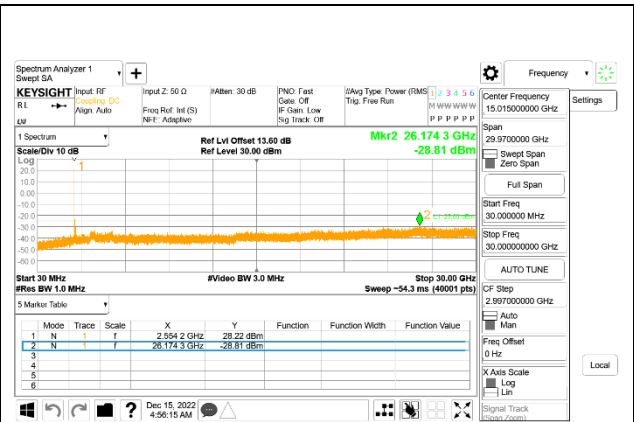 Spectrum Analyzer 1
Swept SA
+
Frequency
KEYSIGHT Input: RF Input Z: 50 Ω #Atten: 30 dB PNO: Fast #Avg Type: Power (RMS 1 2 3 4 5 6
RL Coupling: DC Gate: Off Trig: Free Run M W W W W W
Align: Auto Freq Ref: Int (S) IF Gain: Low
NFE: Adaptive Sig Track: Off P P P P P P
1 Spectrum
Scale/Div 10 dB
Ref Lvl Offset 13.60 dB
Ref Level 30.00 dBm
Mkr2 26.174 3 GHz
-28.81 dBm
Log
20.0
10.0
0.00
-10.0
-20.0
-30.0
-40.0
-50.0
-60.0
1
2
Start 30 MHz #Video BW 3.0 MHz Stop 30.00 GHz
#Res BW 1.0 MHz Sweep ~54.3 ms (40001 pts)
5 Marker Table
Mode Trace Scale X Y Function Function Width Function Value
1 N 1 f 2.554 2 GHz 28.22 dBm
2 N 1 f 26.174 3 GHz -28.81 dBm
3
4
5
6
? Dec 15, 2022
4:56:15 AM
Center Frequency
15.015000000 GHz
Settings
Span
29.9700000 GHz
Swept Span
Zero Span
Full Span
Start Freq
30.000000 MHz
Stop Freq
30.000000000 GHz
AUTO TUNE
CF Step
2.997000000 GHz
Auto
Man
Freq Offset
0 Hz
X Axis Scale
Log
Lin
Local
Signal Track
(Span Zoom)